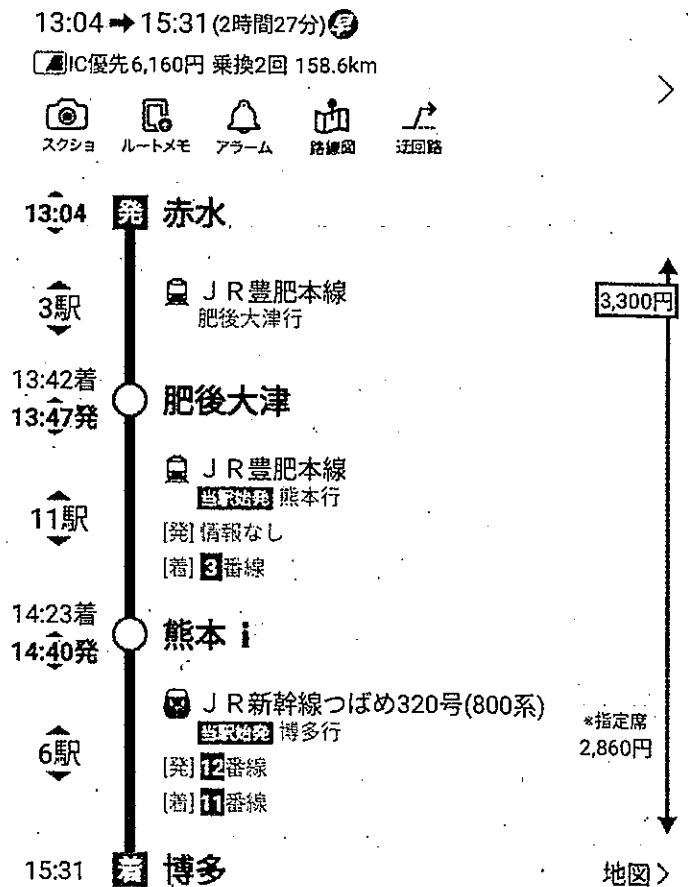 13:04➡15:31(2時間27分)早
IC優先6,160円 乗換2回 158.6km
スクショ ルートメモ アラーム 路線図 迂回路
13:04 発 赤水
3駅
JR豊肥本線
肥後大津行
3,300円
13:42着
13:47発
肥後大津
11駅
JR豊肥本線
当駅始発 熊本行
[発] 情報なし
[着] 3番線
14:23着
14:40発
熊本 i
6駅
JR新幹線つばめ320号(800系)
当駅始発 博多行
[発] 12番線
[着] 11番線
*指定席
2,860円
15:31 着 博多 地図